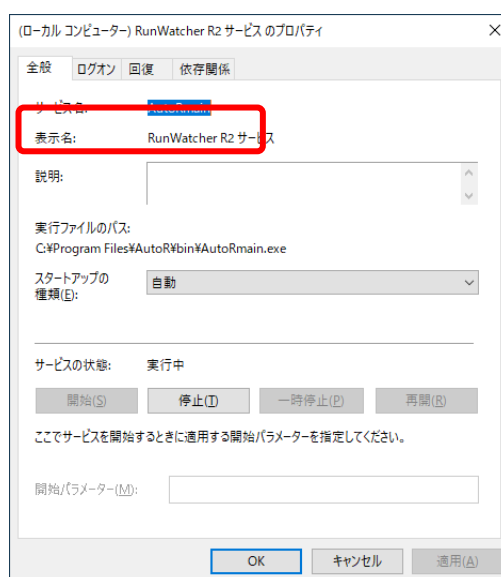 (ローカル コンピューター) RunWatcher R2 サービス のプロパティ
全般 ログオン 回復 依存関係
サービス名: AutoRmain
表示名: RunWatcher R2 サービス
説明:
実行ファイルのパス:
C:¥Program Files¥AutoR¥bin¥AutoRmain.exe
スタートアップの
種類(E): 自動
サービスの状態: 実行中
開始(S) 停止(T) 一時停止(P) 再開(R)
ここでサービスを開始するときに適用する開始パラメーターを指定してください。
開始パラメーター(M):
OK キャンセル 適用(A)